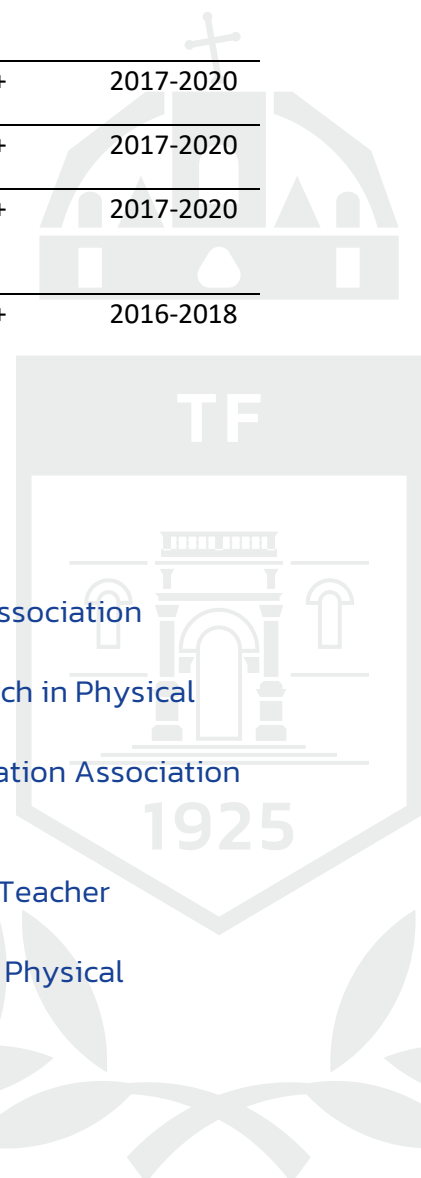 + 2017-2020
+ 2017-2020
+ 2017-2020
+ 2016-2018
TF
ssociation
ch in Physical
ation Association
1925
Teacher
Physical